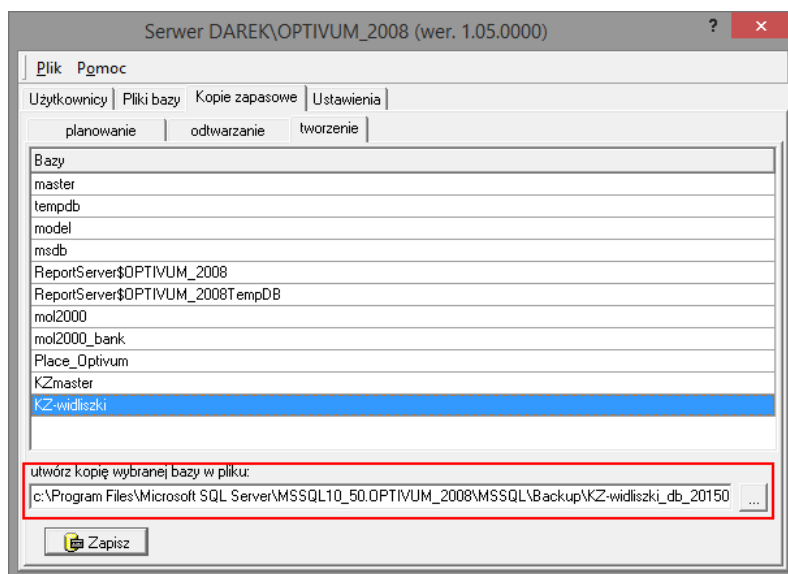 Serwer DAREK\OPTIVUM_2008 (wer. 1.05.0000) ? ×
Plik Pomoc
Użytkownicy Pliki bazy Kopie zapasowe Ustawienia
planowanie odtwarzanie tworzenie
Bazy
master
tempdb
model
msdb
ReportServer$OPTIVUM_2008
ReportServer$OPTIVUM_2008TempDB
mol2000
mol2000_bank
Place_Optivum
KZmaster
KZ-widliszki
utwórz kopię wybranej bazy w pliku:
c:\Program Files\Microsoft SQL Server\MSSQL10_50.OPTIVUM_2008\MSSQL\Backup\KZ-widliszki_db_20150 ...
Zapisz